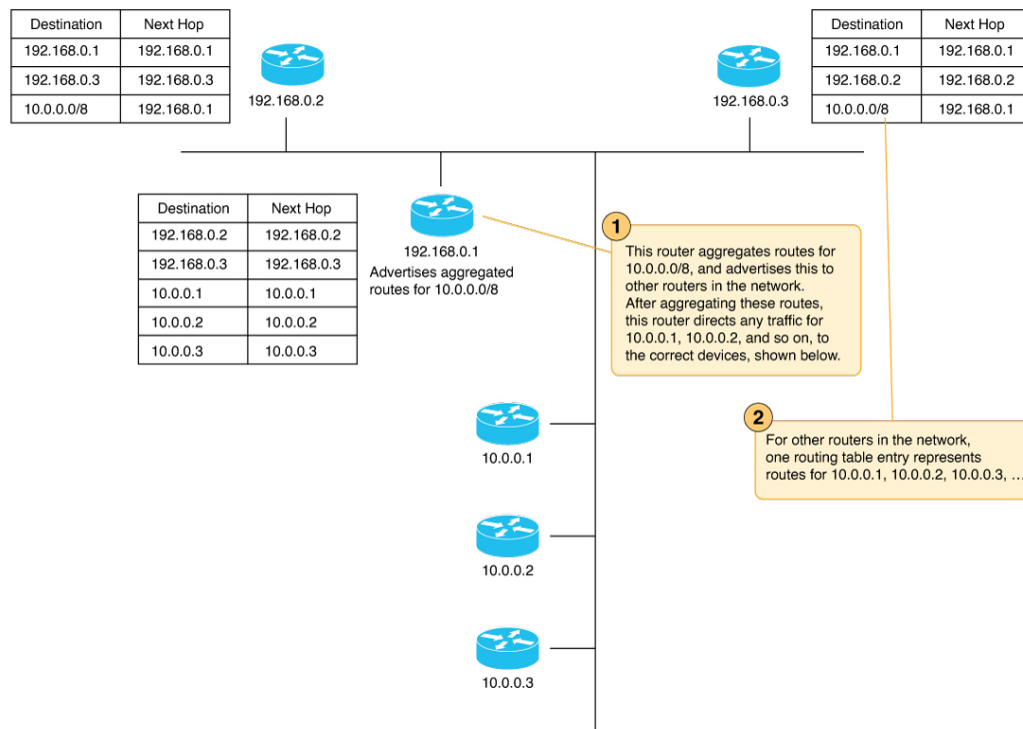 Destination Next Hop
192.168.0.1 192.168.0.1
192.168.0.3 192.168.0.3
10.0.0.0/8 192.168.0.1
192.168.0.2
192.168.0.3
Destination Next Hop
192.168.0.1 192.168.0.1
192.168.0.2 192.168.0.2
10.0.0.0/8 192.168.0.1
Destination Next Hop
192.168.0.2 192.168.0.2
192.168.0.3 192.168.0.3
10.0.0.1 10.0.0.1
10.0.0.2 10.0.0.2
10.0.0.3 10.0.0.3
192.168.0.1
Advertises aggregated
routes for 10.0.0.0/8
1
This router aggregates routes for
10.0.0.0/8, and advertises this to
other routers in the network.
After aggregating these routes,
this router directs any traffic for
10.0.0.1, 10.0.0.2, and so on, to
the correct devices, shown below.
2
For other routers in the network,
one routing table entry represents
routes for 10.0.0.1, 10.0.0.2, 10.0.0.3, ...
10.0.0.1
10.0.0.2
10.0.0.3